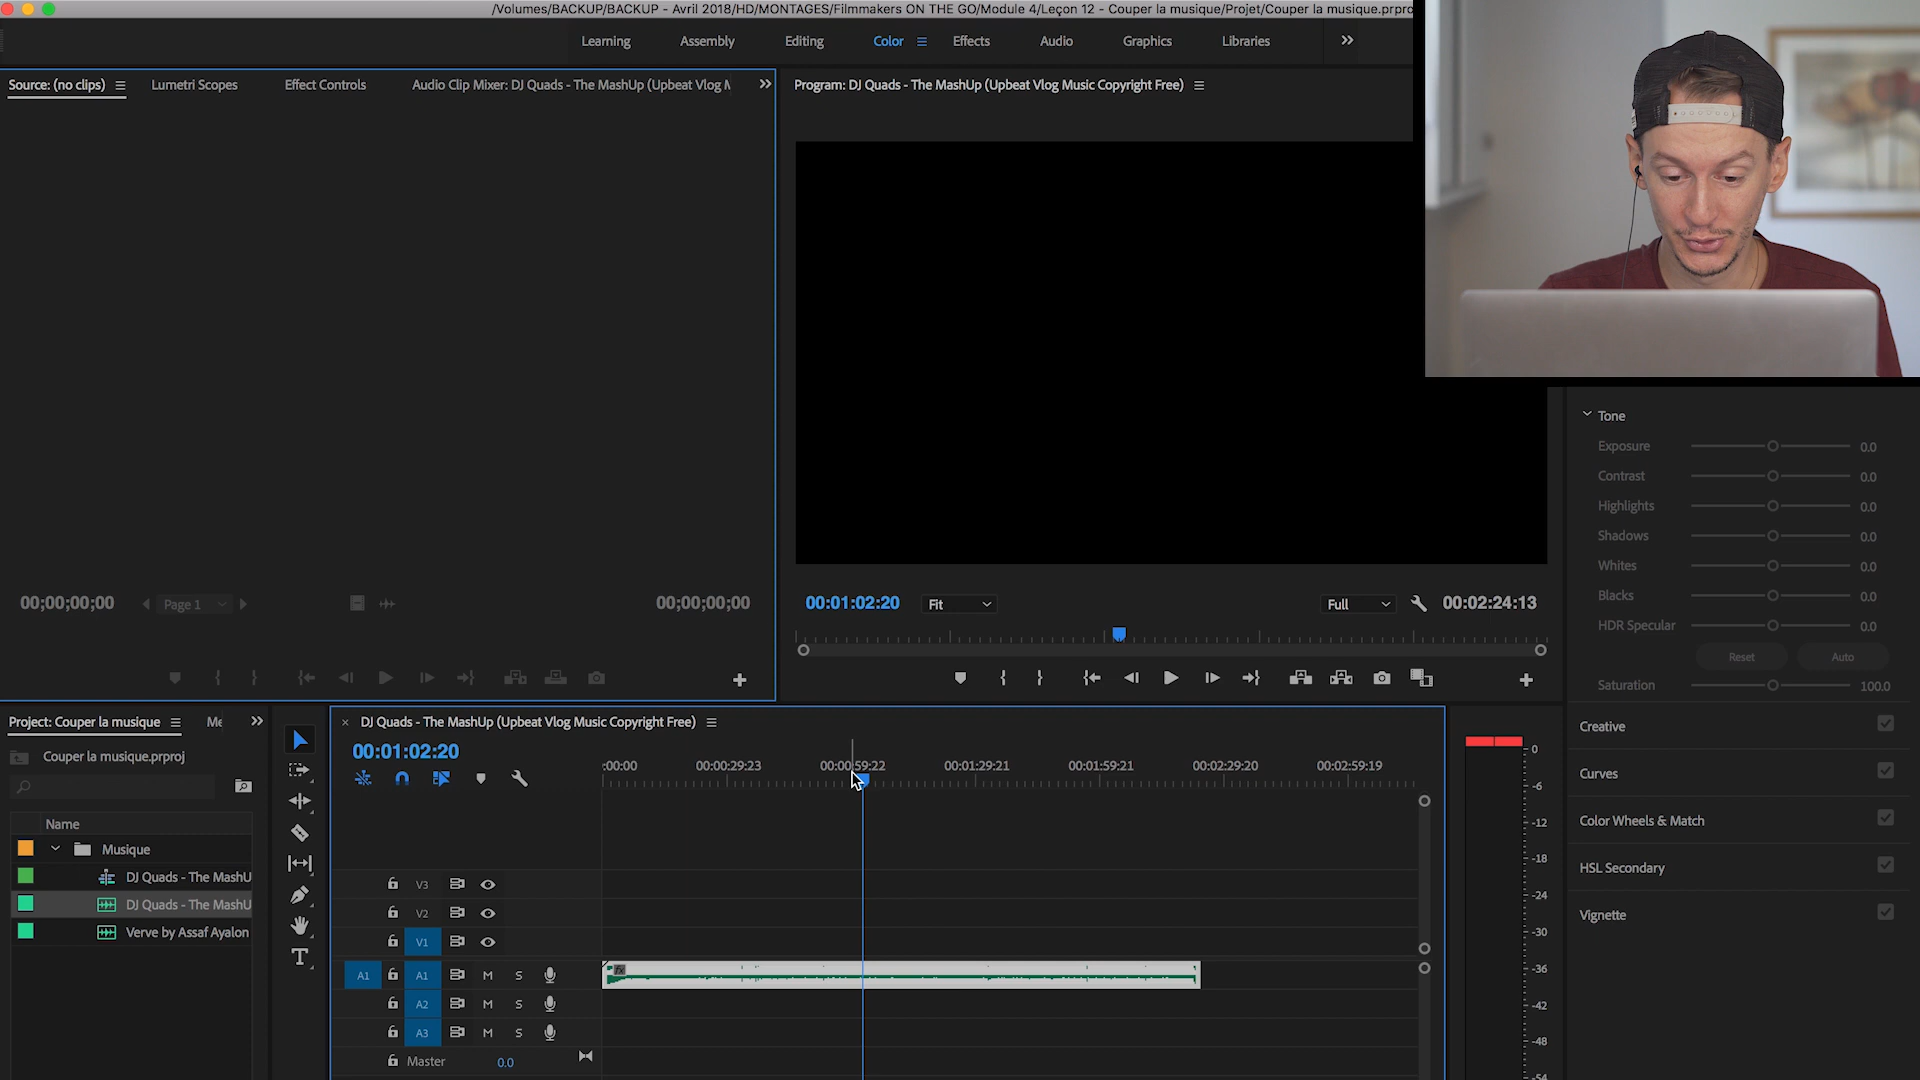 /Volumes/BACKUP/BACKUP - Avril 2018/HD/MONTAGES/Filmmakers ON THE GO/Module 4/Leçon 12 - Couper la musique/Projet/Couper la musique.prpro
Learning Assembly Editing Color Effects Audio Graphics Libraries
Source: (no clips) Lumetri Scopes Effect Controls Audio Clip Mixer: DJ Quads - The MashUp (Upbeat Vlog M
Program: DJ Quads - The MashUp (Upbeat Vlog Music Copyright Free)
Tone
Exposure 0.0
Contrast 0.0
Highlights 0.0
Shadows 0.0
Whites 0.0
Blacks 0.0
HDR Specular 0.0
Reset Auto
Saturation 100.0
Creative
Curves
Color Wheels & Match
HSL Secondary
Vignette
00;00;00;00 Page 1 00;00;00;00
00:01:02:20 Fit Full 00:02:24:13
Project: Couper la musique Me
Couper la musique.prproj
Name
Musique
DJ Quads - The MashU
DJ Quads - The MashU
Verve by Assaf Ayalon
DJ Quads - The MashUp (Upbeat Vlog Music Copyright Free)
00:01:02:20
:00:00 00:00:29:23 00:00:59:22 00:01:29:21 00:01:59:21 00:02:29:20 00:02:59:19
V3
V2
V1
A1 A1 M S fx
A2 M S
A3 M S
Master 0.0
0
-6
-12
-18
-24
-30
-36
-42
-48
-54